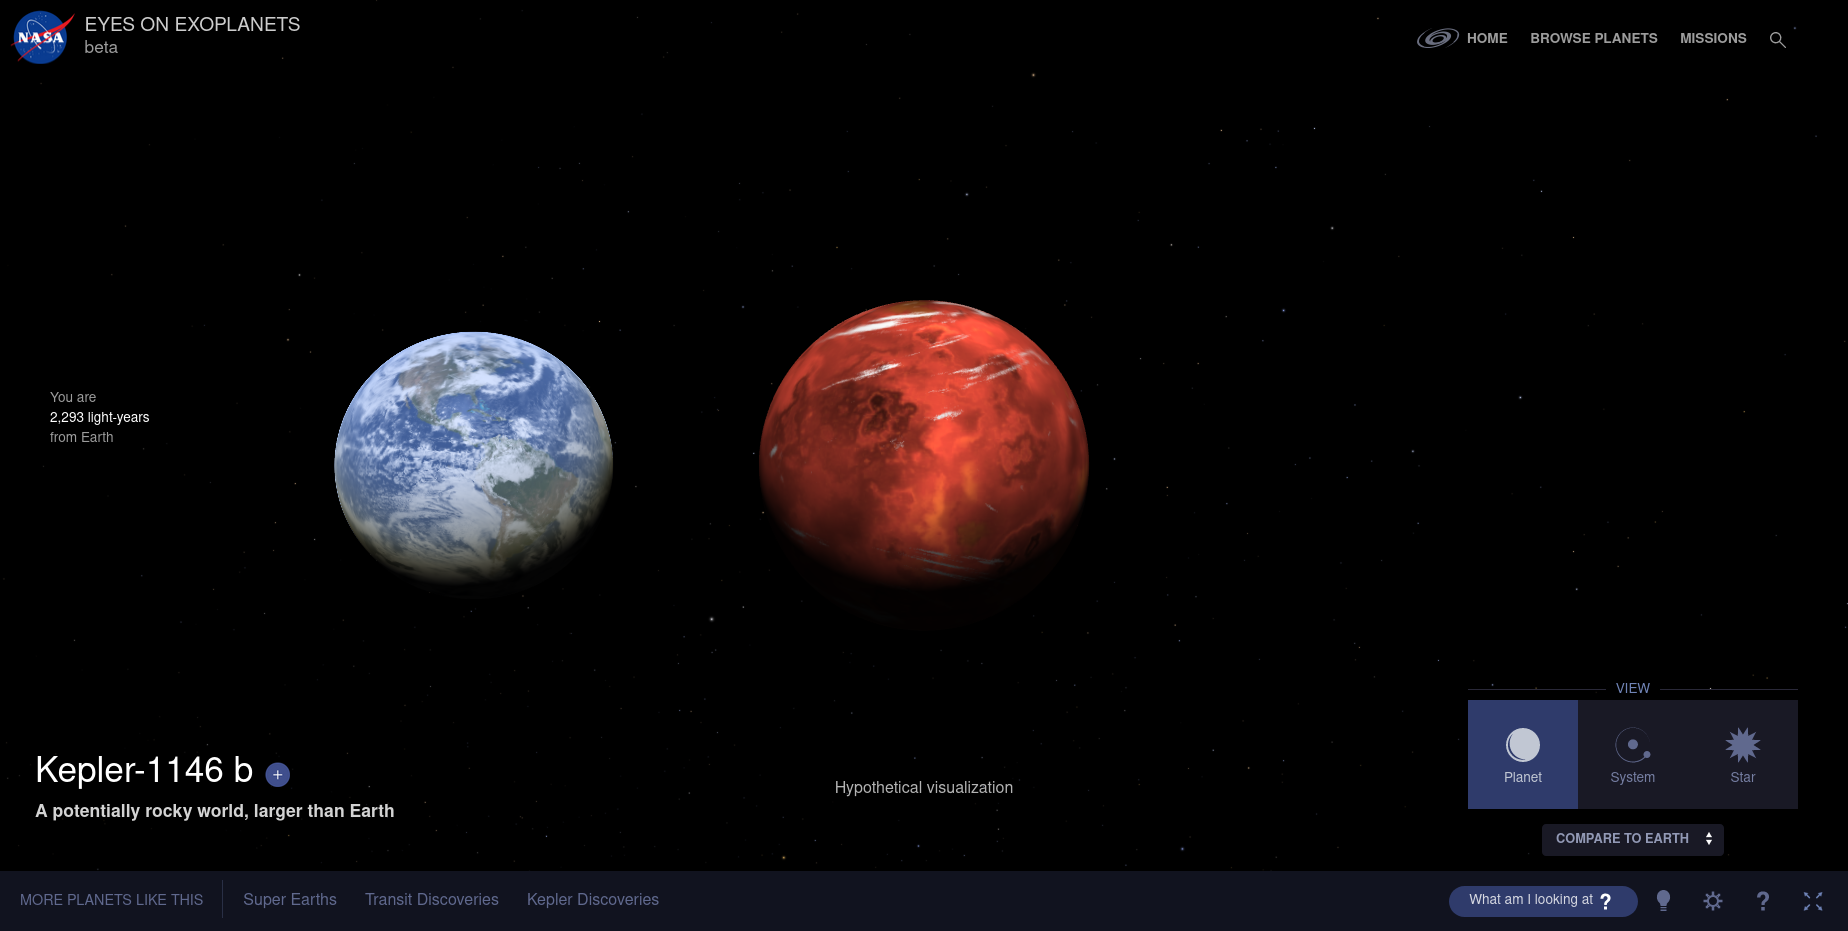 NASA
EYES ON EXOPLANETS
beta
HOME
BROWSE PLANETS
MISSIONS
You are
2,293 light-years
from Earth
Kepler-1146 b +
A potentially rocky world, larger than Earth
Hypothetical visualization
VIEW
Planet
System
Star
COMPARE TO EARTH
MORE PLANETS LIKE THIS
Super Earths
Transit Discoveries
Kepler Discoveries
What am I looking at ?
?